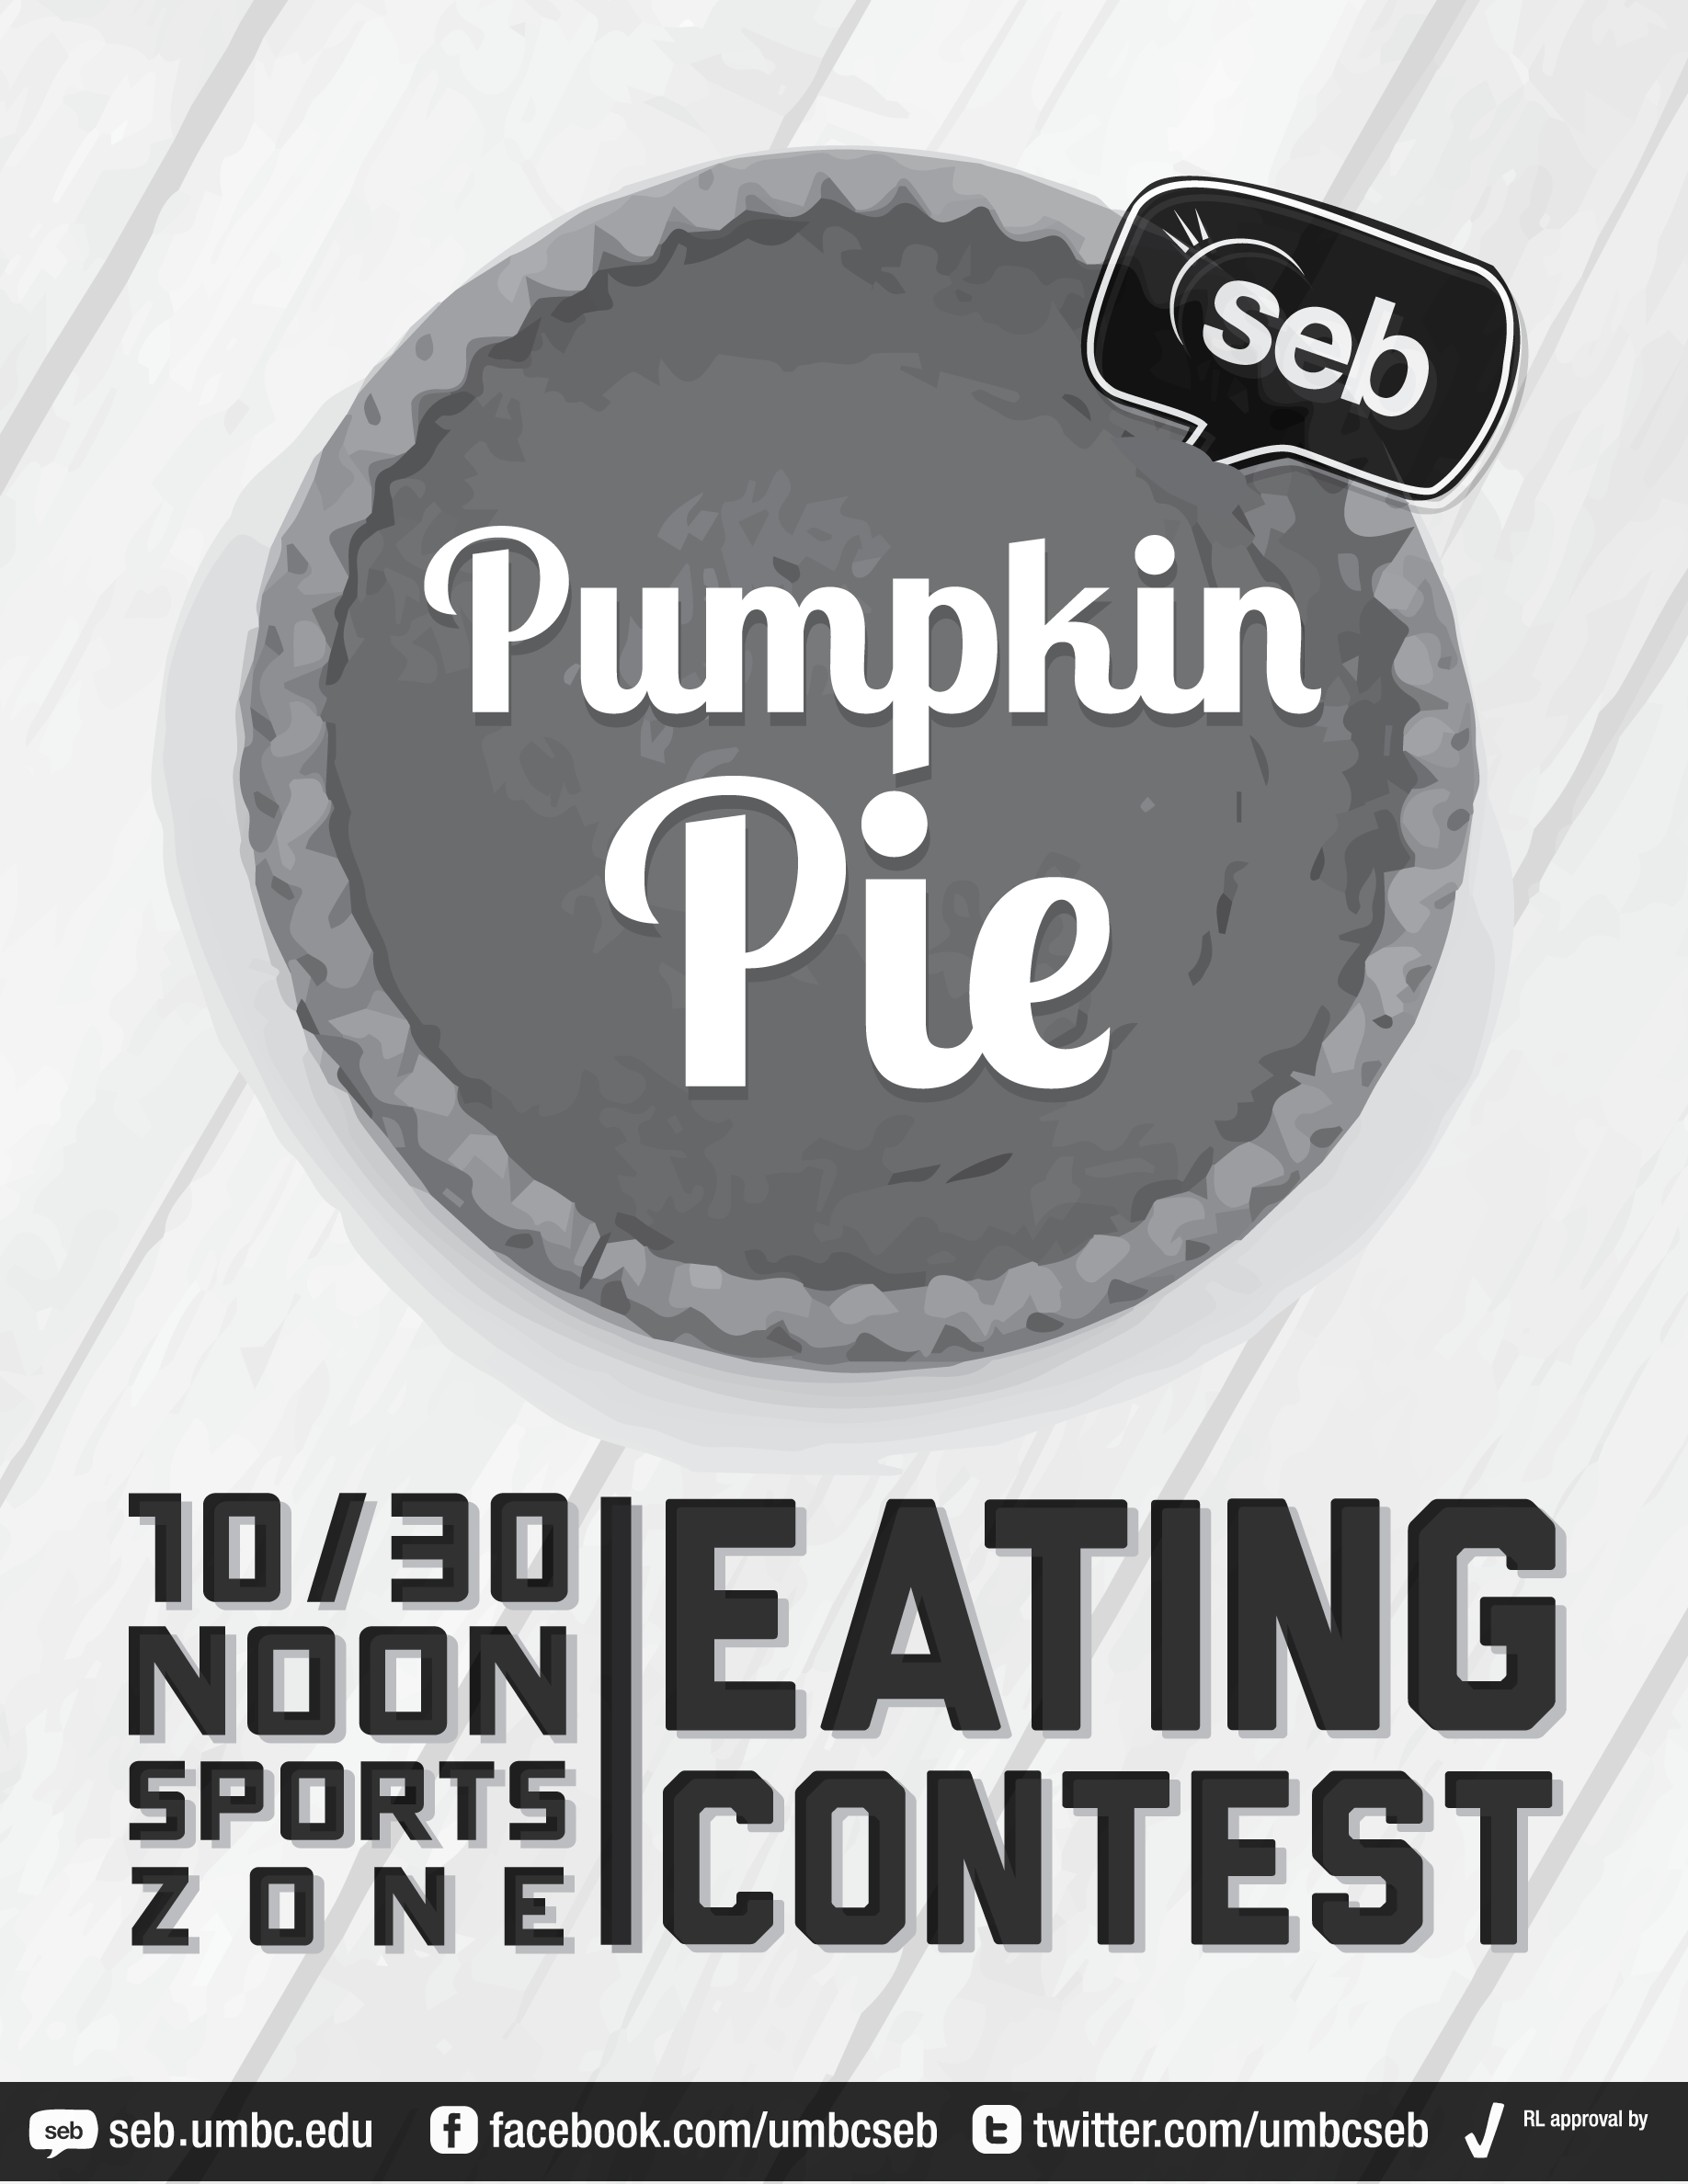 seb
Pumpkin
Pie
10/30
NOON
SPORTS
ZONE
EATING
CONTEST
seb seb.umbc.edu f facebook.com/umbcseb t twitter.com/umbcseb RL approval by